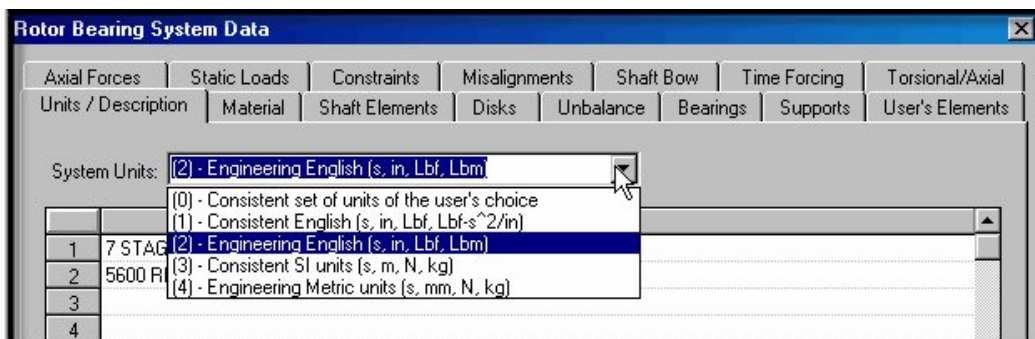 Rotor Bearing System Data
Axial Forces Static Loads Constraints Misalignments Shaft Bow Time Forcing Torsional/Axial
Units / Description Material Shaft Elements Disks Unbalance Bearings Supports User's Elements
System Units: (2) - Engineering English (s, in, Lbf, Lbm)
(0) - Consistent set of units of the user's choice
(1) - Consistent English (s, in, Lbf, Lbf-s^2/in)
(2) - Engineering English (s, in, Lbf, Lbm)
(3) - Consistent SI units (s, m, N, kg)
(4) - Engineering Metric units (s, mm, N, kg)
1 7 STAG
2 5600 R
3
4